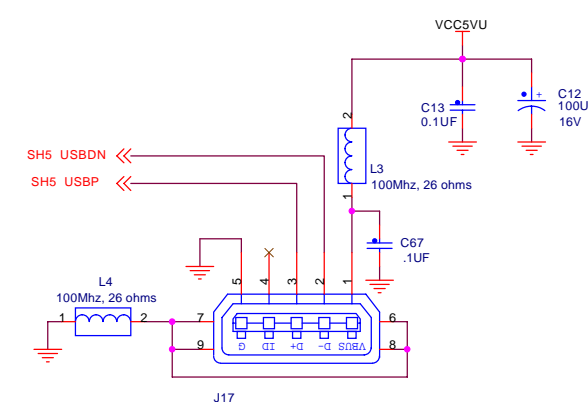 VCC5VU
C12
100U
16V
C13
0.1UF
2
L3
100Mhz, 26 ohms
1
SH5 USBDN
SH5 USBP
C67
.1UF
5
4
3
2
1
L4
100Mhz, 26 ohms
1
2
7
6
9
8
G
ID
D+
D-
VBUS
J17
+